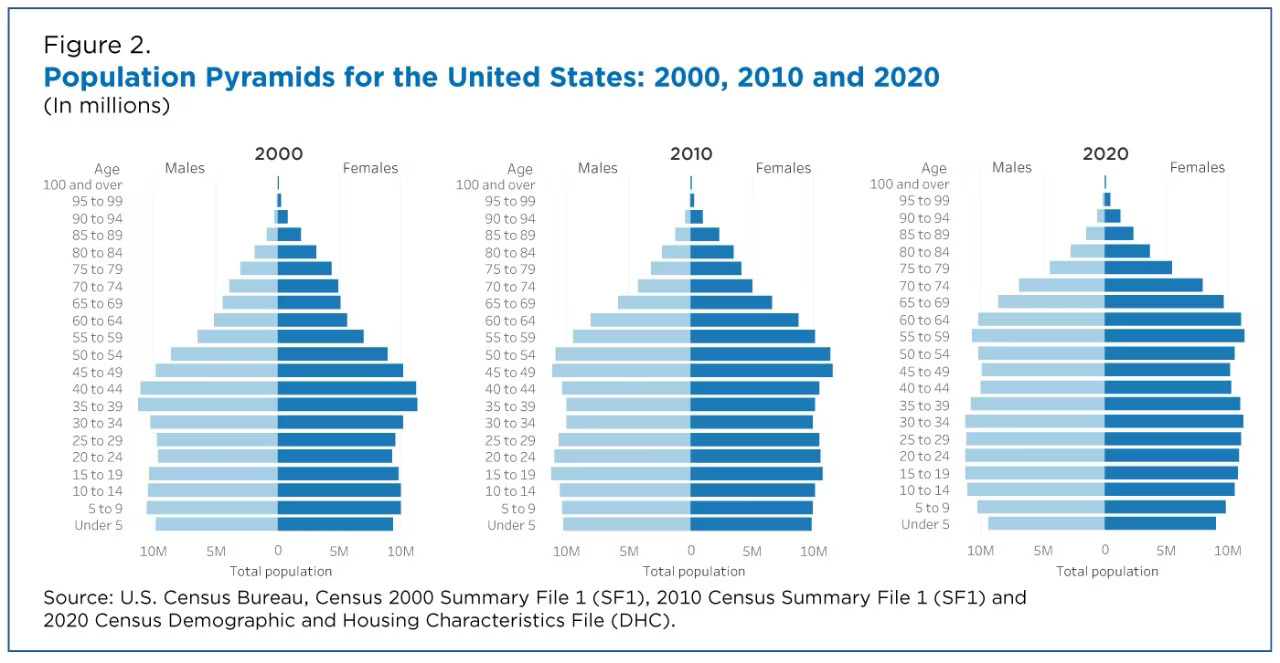 Figure 2.
Population Pyramids for the United States: 2000, 2010 and 2020
(In millions)
2000
Age Males Females
100 and over
95 to 99
90 to 94
85 to 89
80 to 84
75 to 79
70 to 74
65 to 69
60 to 64
55 to 59
50 to 54
45 to 49
40 to 44
35 to 39
30 to 34
25 to 29
20 to 24
15 to 19
10 to 14
5 to 9
Under 5
10M 5M 0 5M 10M
Total population
2010
Age Males Females
100 and over
95 to 99
90 to 94
85 to 89
80 to 84
75 to 79
70 to 74
65 to 69
60 to 64
55 to 59
50 to 54
45 to 49
40 to 44
35 to 39
30 to 34
25 to 29
20 to 24
15 to 19
10 to 14
5 to 9
Under 5
10M 5M 0 5M 10M
Total population
2020
Age Males Females
100 and over
95 to 99
90 to 94
85 to 89
80 to 84
75 to 79
70 to 74
65 to 69
60 to 64
55 to 59
50 to 54
45 to 49
40 to 44
35 to 39
30 to 34
25 to 29
20 to 24
15 to 19
10 to 14
5 to 9
Under 5
10M 5M 0 5M 10M
Total population
Source: U.S. Census Bureau, Census 2000 Summary File 1 (SF1), 2010 Census Summary File 1 (SF1) and
2020 Census Demographic and Housing Characteristics File (DHC).